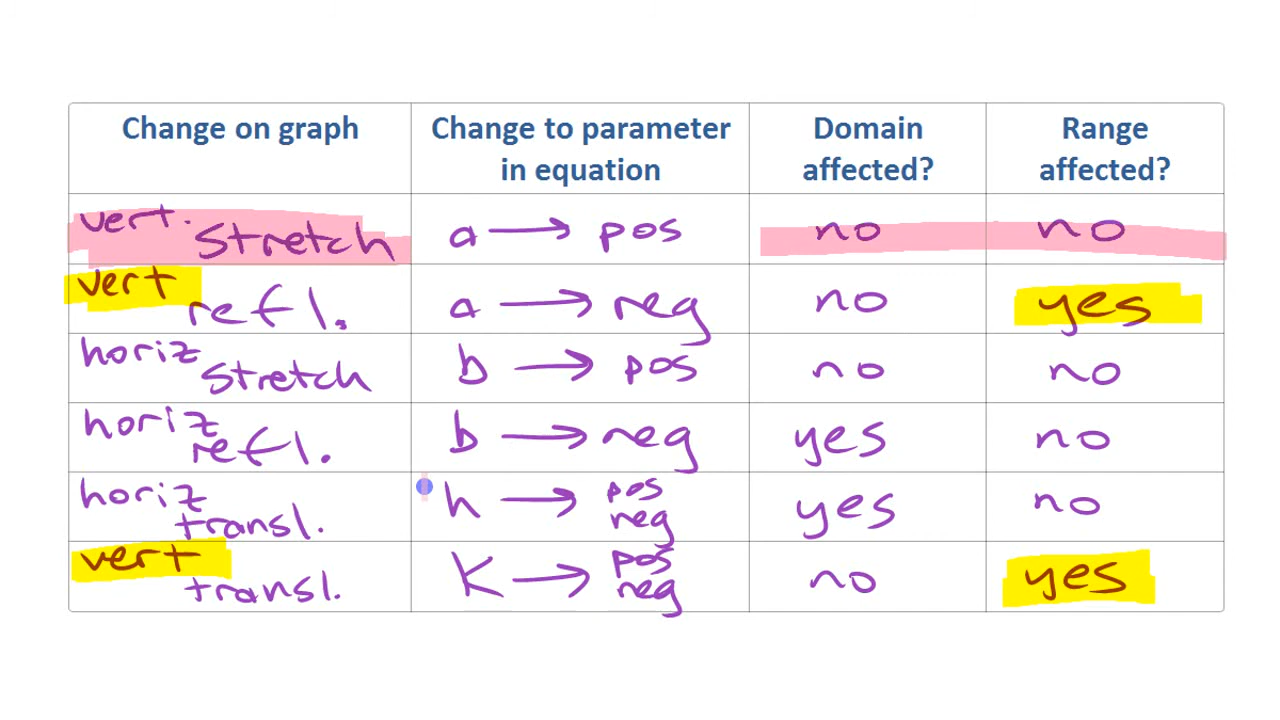 Change on graph Change to parameter in equation Domain affected? Range affected?
vert. stretch a → pos no no
vert refl. a → neg no yes
horiz stretch b → pos no no
horiz refl. b → neg yes no
horiz transl. h → pos neg yes no
vert transl. K → pos neg no yes